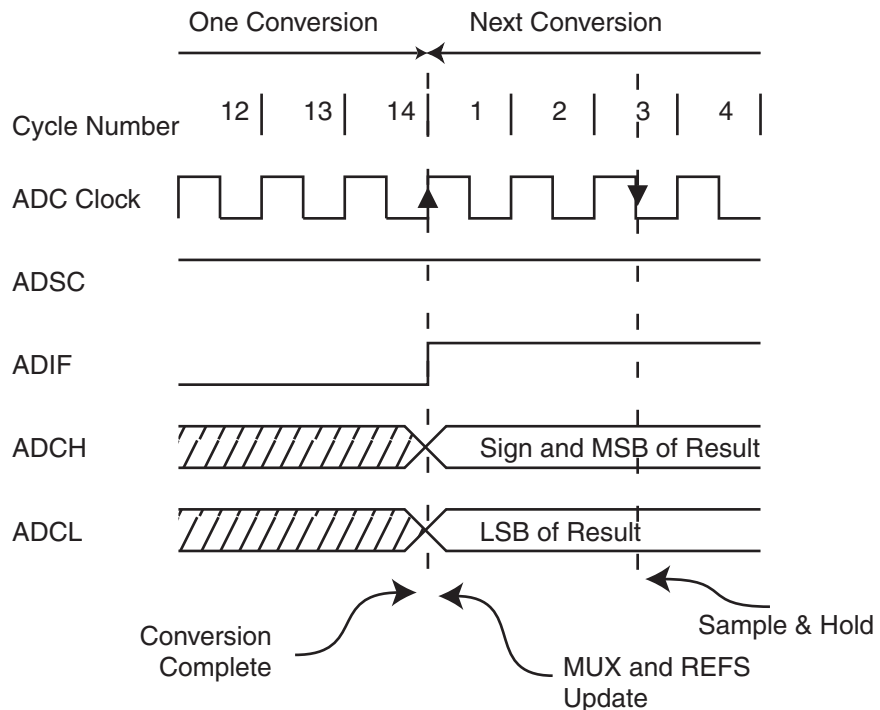 One Conversion Next Conversion
Cycle Number 12 13 14 1 2 3 4
ADC Clock
ADSC
ADIF
ADCH Sign and MSB of Result
ADCL LSB of Result
Conversion
Complete
MUX and REFS
Update
Sample & Hold